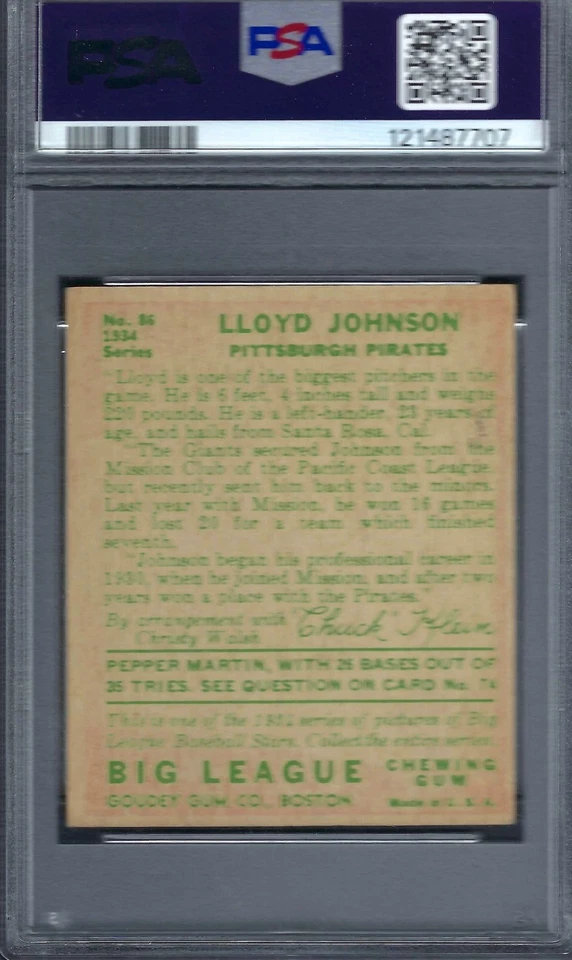 PSA
PSA
121487707
No. 86
1934
Series
LLOYD JOHNSON
PITTSBURGH PIRATES
"Lloyd is one of the biggest pitchers in the
game. He is 6 feet, 4 inches tall and weighs
220 pounds. He is a left-hander, 23 years of
age, and hails from Santa Rosa, Cal.
"The Giants secured Johnson from the
Mission Club of the Pacific Coast League,
but recently sent him back to the minors.
Last year with Mission, he won 16 games
and lost 20 for a team which finished
seventh.
"Johnson began his professional career in
1930, when he joined Mission, and after two
years won a place with the Pirates."
By arrangement with
Christy Walsh
"Chuck" Klein
PEPPER MARTIN, WITH 26 BASES OUT OF
35 TRIES. SEE QUESTION ON CARD No. 74
This is one of the 1934 series of pictures of Big
League Baseball Stars. Collect the entire series.
BIG LEAGUE
CHEWING
GUM
GOUDEY GUM CO. BOSTON
Made in U. S. A.